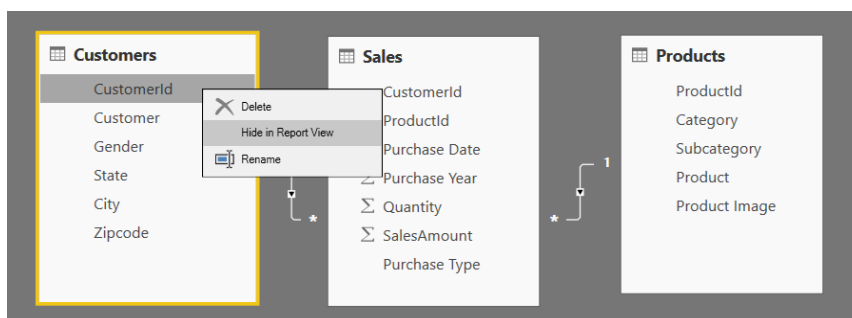 Customers
CustomerId
Customer
Gender
State
City
Zipcode
Delete
Hide in Report View
Rename
*
Sales
CustomerId
ProductId
Purchase Date
Σ Purchase Year
Σ Quantity
Σ SalesAmount
Purchase Type
*
1
Products
ProductId
Category
Subcategory
Product
Product Image